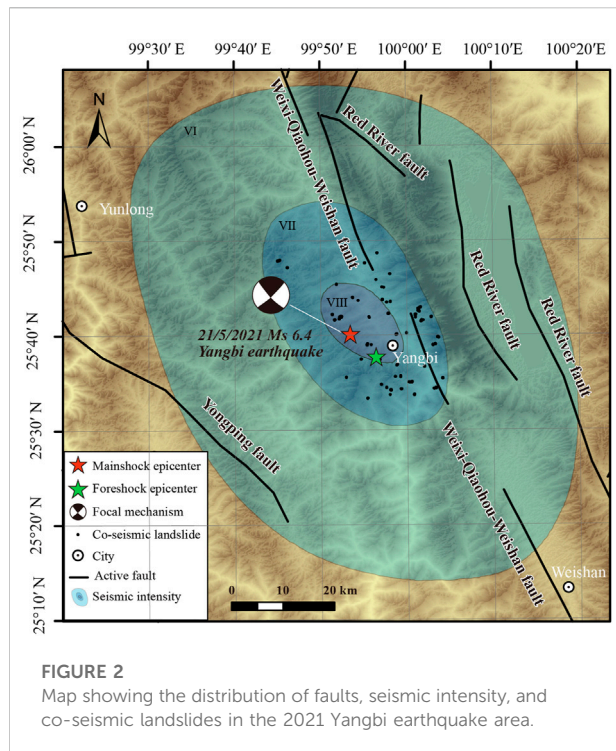 99°30′ E 99°40′ E 99°50′ E 100°00′ E 100°10′ E 100°20′ E
N
VI
26°00′ N
Weixi-Qiaohou-Weishan fault
Red River fault
Yunlong
25°50′ N
VII
Red River fault
Red River fault
VIII
25°40′ N
21/5/2021 Ms 6.4
Yangbi earthquake
Yangbi
25°30′ N
Yongping fault
Weixi-Qiaohou-Weishan fault
25°20′ N
25°10′ N
Weishan
Mainshock epicenter
Foreshock epicenter
Focal mechanism
Co-seismic landslide
City
Active fault
Seismic intensity
0 10 20 km
FIGURE 2
Map showing the distribution of faults, seismic intensity, and
co-seismic landslides in the 2021 Yangbi earthquake area.